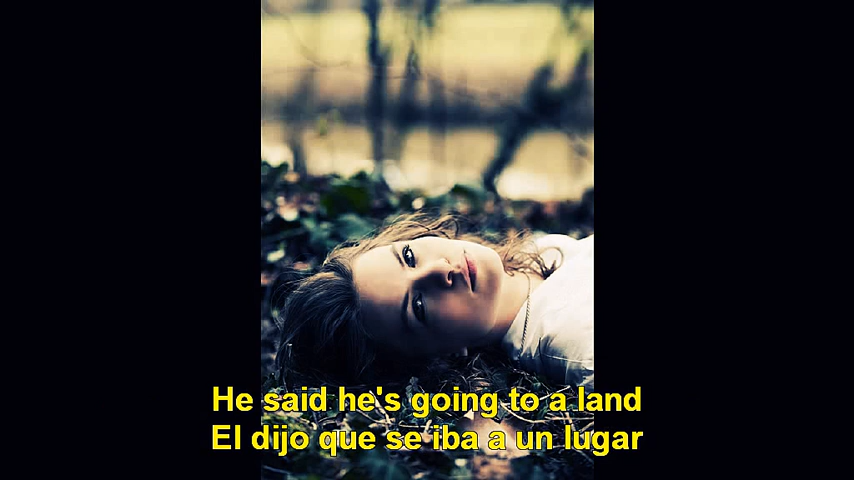 He said he's going to a land
El dijo que se iba a un lugar